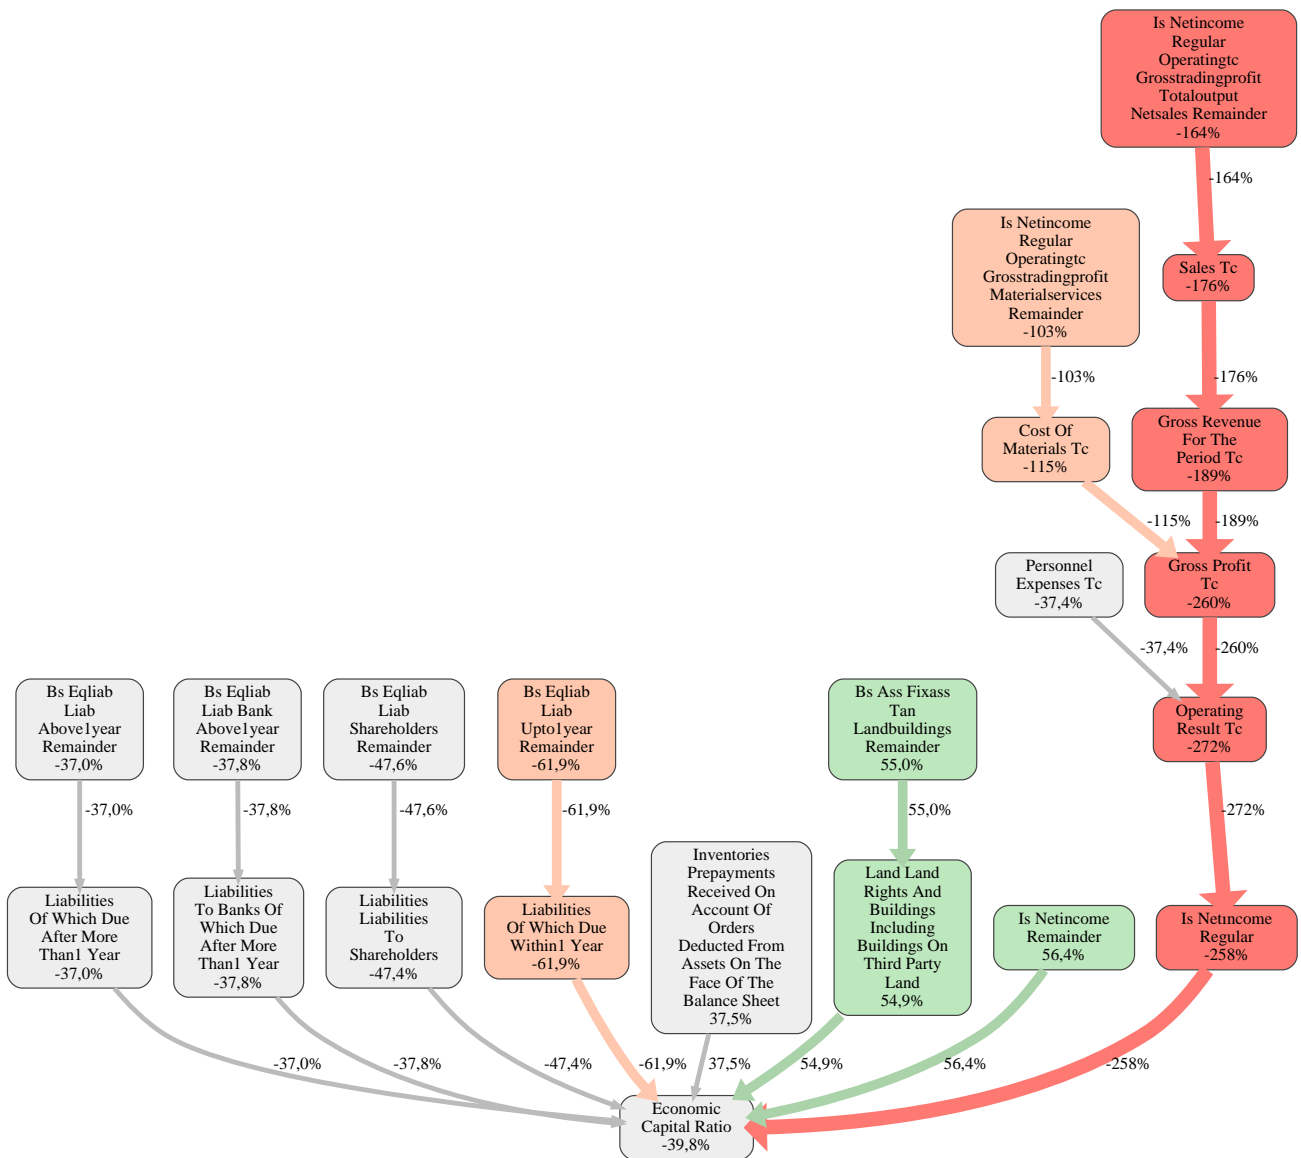 Is Netincome
Regular
Operatingtc
Grosstradingprofit
Totaloutput
Netsales Remainder
-164%
-164%
Is Netincome
Regular
Operatingtc
Grosstradingprofit
Materialservices
Remainder
-103%
Sales Tc
-176%
-103%
-176%
Cost Of
Materials Tc
-115%
Gross Revenue
For The
Period Tc
-189%
-115%
-189%
Personnel
Expenses Tc
-37,4%
Gross Profit
Tc
-260%
-37,4%
-260%
Bs Eqliab
Liab
Above1year
Remainder
-37,0%
Bs Eqliab
Liab Bank
Above1year
Remainder
-37,8%
Bs Eqliab
Liab
Shareholders
Remainder
-47,6%
Bs Eqliab
Liab
Upto1year
Remainder
-61,9%
Bs Ass Fixass
Tan
Landbuildings
Remainder
55,0%
Operating
Result Tc
-272%
-37,0%
-37,8%
-47,6%
-61,9%
55,0%
-272%
Liabilities
Of Which Due
After More
Than1 Year
-37,0%
Liabilities
To Banks Of
Which Due
After More
Than1 Year
-37,8%
Liabilities
Liabilities
To
Shareholders
-47,4%
Liabilities
Of Which Due
Within1 Year
-61,9%
Inventories
Prepayments
Received On
Account Of
Orders
Deducted From
Assets On The
Face Of The
Balance Sheet
37,5%
Land Land
Rights And
Buildings
Including
Buildings On
Third Party
Land
54,9%
Is Netincome
Remainder
56,4%
Is Netincome
Regular
-258%
-37,0%
-37,8%
-47,4%
-61,9%
37,5%
54,9%
56,4%
-258%
Economic
Capital Ratio
-39,8%